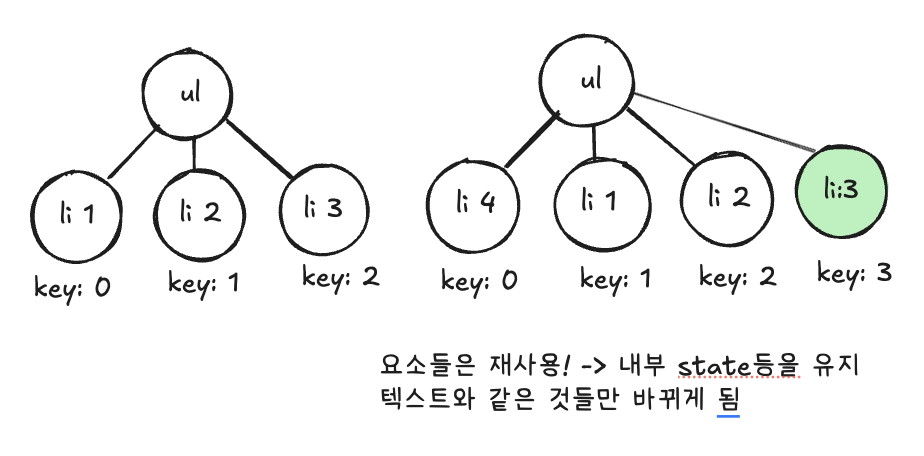 ul
ul
li 1
li 2
li 3
li 4
li 1
li 2
li:3
key: 0
key: 1
key: 2
key: 0
key: 1
key: 2
key: 3
요소들은 재사용! -> 내부 state등을 유지
텍스트와 같은 것들만 바뀌게 됨